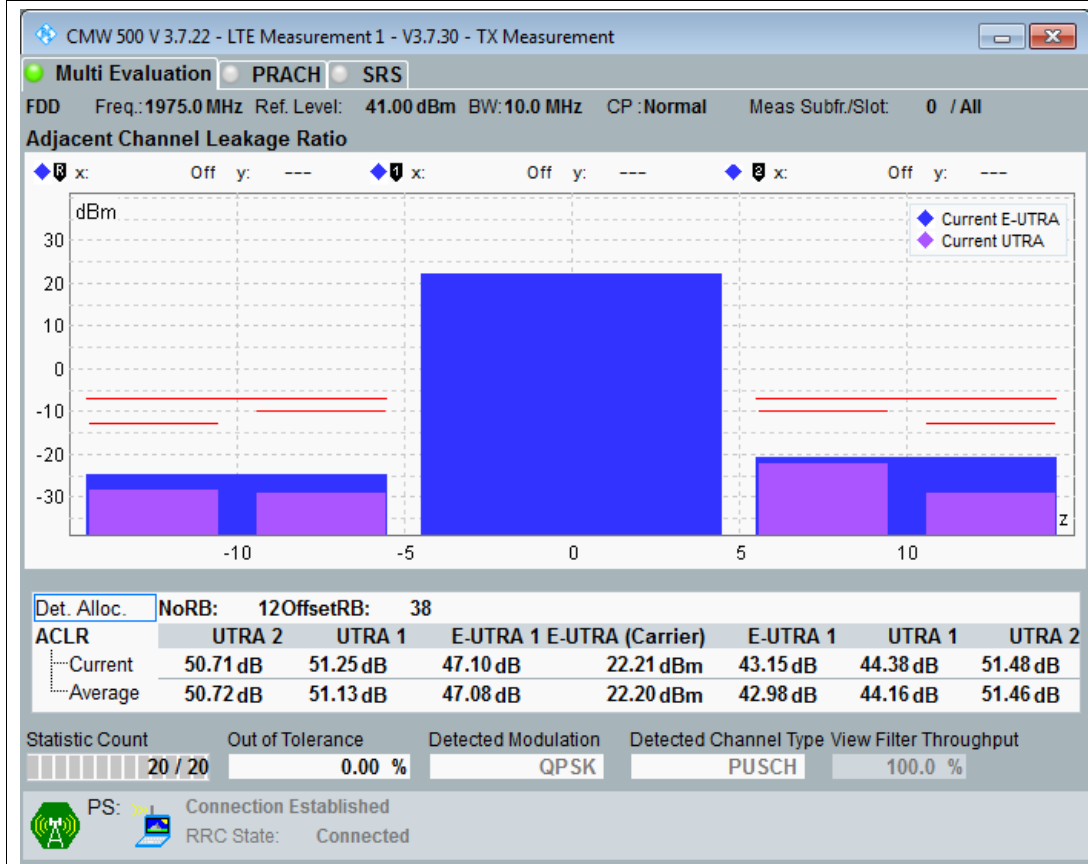 CMW 500 V 3.7.22 - LTE Measurement 1 - V3.7.30 - TX Measurement
Multi Evaluation PRACH SRS
FDD Freq.: 1975.0 MHz Ref. Level: 41.00 dBm BW: 10.0 MHz CP : Normal Meas Subfr./Slot: 0 / All
Adjacent Channel Leakage Ratio
R x: Off y: --- 1 x: Off y: --- 2 x: Off y: ---
dBm
Current E-UTRA
Current UTRA
30
20
10
0
-10
-20
-30
z
-10 -5 0 5 10
Det. Alloc. NoRB: 12 OffsetRB: 38
ACLR UTRA 2 UTRA 1 E-UTRA 1 E-UTRA (Carrier) E-UTRA 1 UTRA 1 UTRA 2
Current 50.71 dB 51.25 dB 47.10 dB 22.21 dBm 43.15 dB 44.38 dB 51.48 dB
Average 50.72 dB 51.13 dB 47.08 dB 22.20 dBm 42.98 dB 44.16 dB 51.46 dB
Statistic Count Out of Tolerance Detected Modulation Detected Channel Type View Filter Throughput
20 / 20 0.00 % QPSK PUSCH 100.0 %
PS: Connection Established
RRC State: Connected